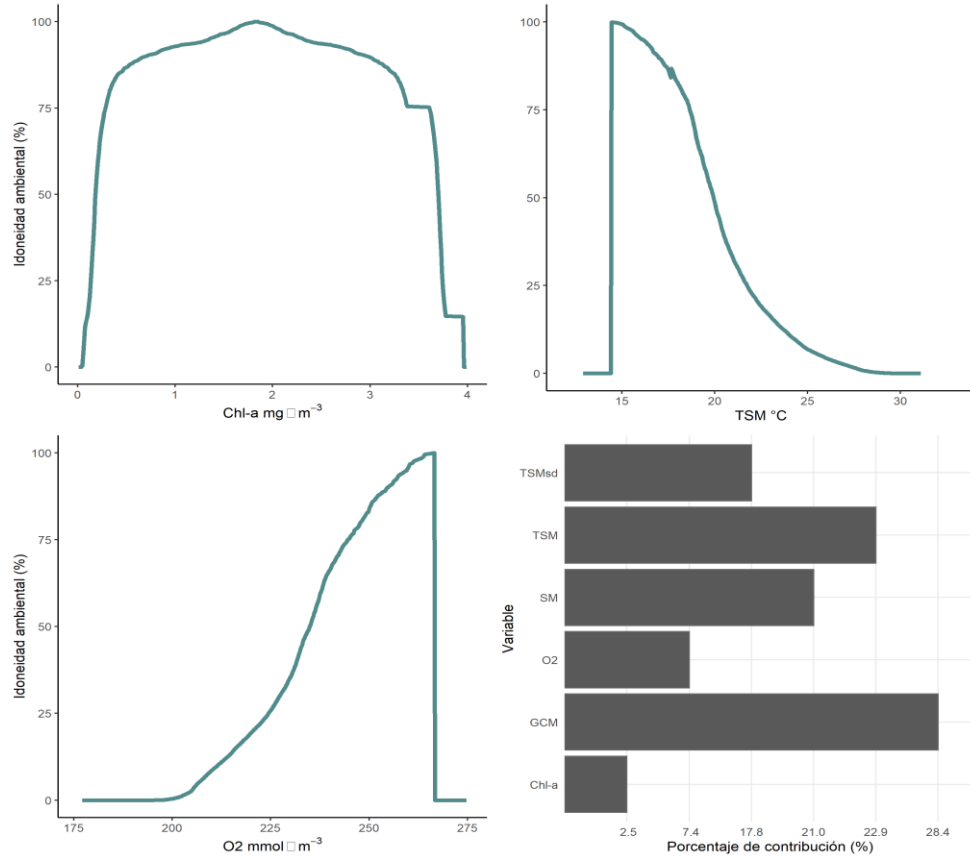 Idoneidad ambiental (%)
100
75
50
25
0
0 1 2 3 4
Chl-a mg □ m⁻³
100
75
50
25
0
15 20 25 30
TSM °C
Idoneidad ambiental (%)
100
75
50
25
0
175 200 225 250 275
O2 mmol □ m⁻³
Variable
TSMsd
TSM
SM
O2
GCM
Chl-a
2.5 7.4 17.8 21.0 22.9 28.4
Porcentaje de contribución (%)